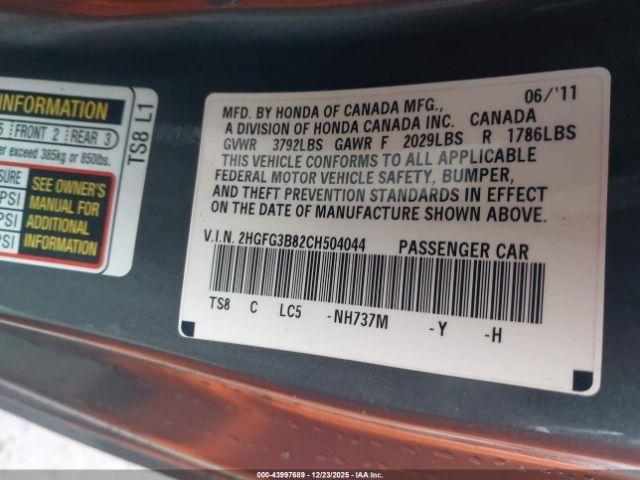 INFORMATION
5 FRONT 2 REAR 3
er exceed 385kg or 850lbs.
SURE
PSI
PSI
PSI
SEE OWNER'S
MANUAL FOR
ADDITIONAL
INFORMATION
TS8 L1
06/'11
MFD. BY HONDA OF CANADA MFG.,
A DIVISION OF HONDA CANADA INC. CANADA
GVWR 3792LBS GAWR F 2029LBS R 1786LBS
THIS VEHICLE CONFORMS TO ALL APPLICABLE
FEDERAL MOTOR VEHICLE SAFETY, BUMPER,
AND THEFT PREVENTION STANDARDS IN EFFECT
ON THE DATE OF MANUFACTURE SHOWN ABOVE.
V.I.N. 2HGFG3B82CH504044 PASSENGER CAR
TS8 C LC5 -NH737M -Y -H
000-43997689 - 12/23/2025 - IAAI.COM